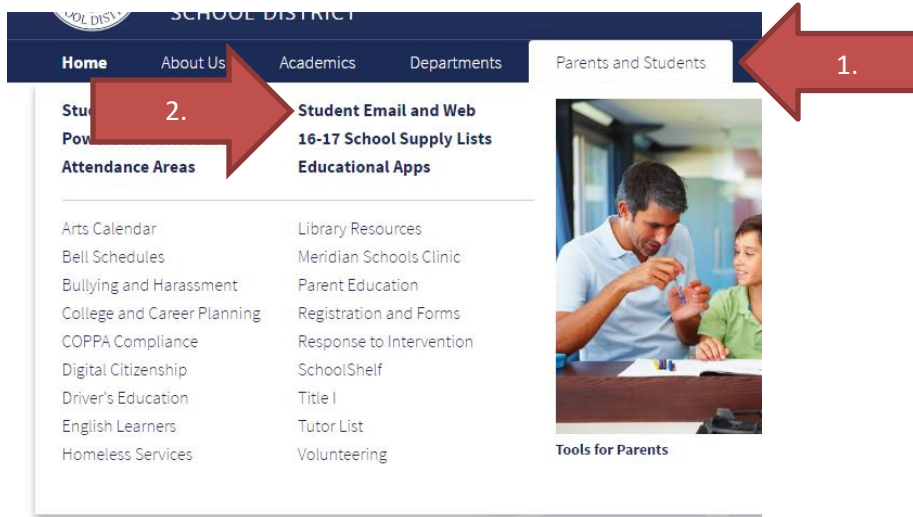 SCHOOL DISTRICT
Home About Us Academics Departments Parents and Students
1.
2.
Student Email and Web
16-17 School Supply Lists
Attendance Areas
Educational Apps
Arts Calendar
Bell Schedules
Bullying and Harassment
College and Career Planning
COPPA Compliance
Digital Citizenship
Driver's Education
English Learners
Homeless Services
Library Resources
Meridian Schools Clinic
Parent Education
Registration and Forms
Response to Intervention
SchoolShelf
Title I
Tutor List
Volunteering
Tools for Parents